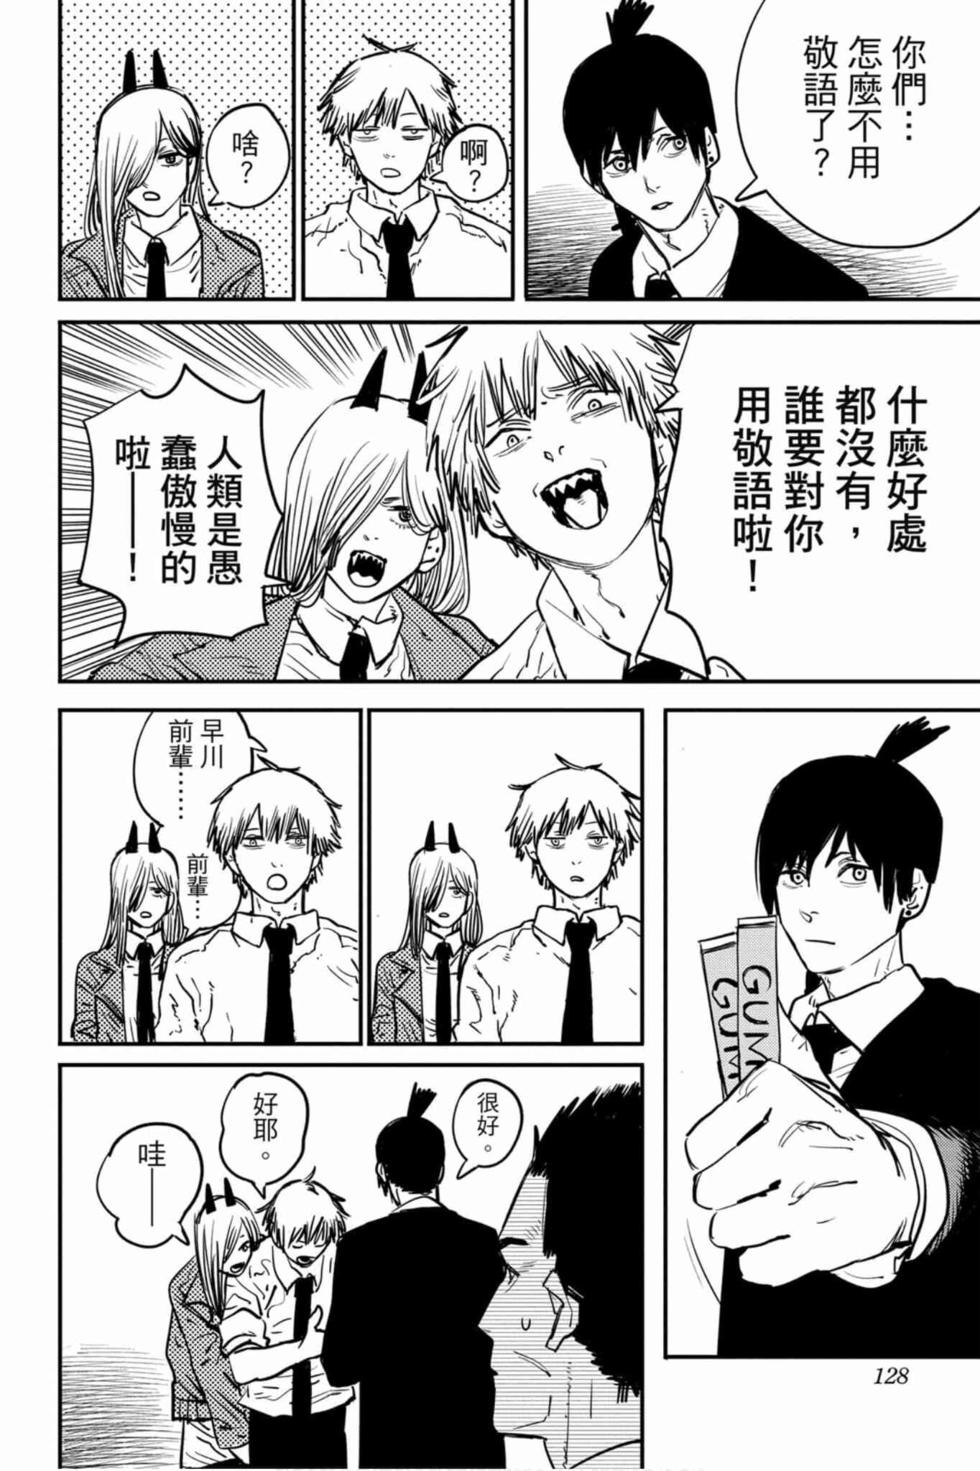 你們…
怎麼不用
敬語了？
啊？
啥？
什麼好處
都沒有，
誰要對你
用敬語啦！
人類是愚
蠢傲慢的
啦——！
GUM
GUM
早川
前輩……
前輩…
很好。
好耶。
哇——
128